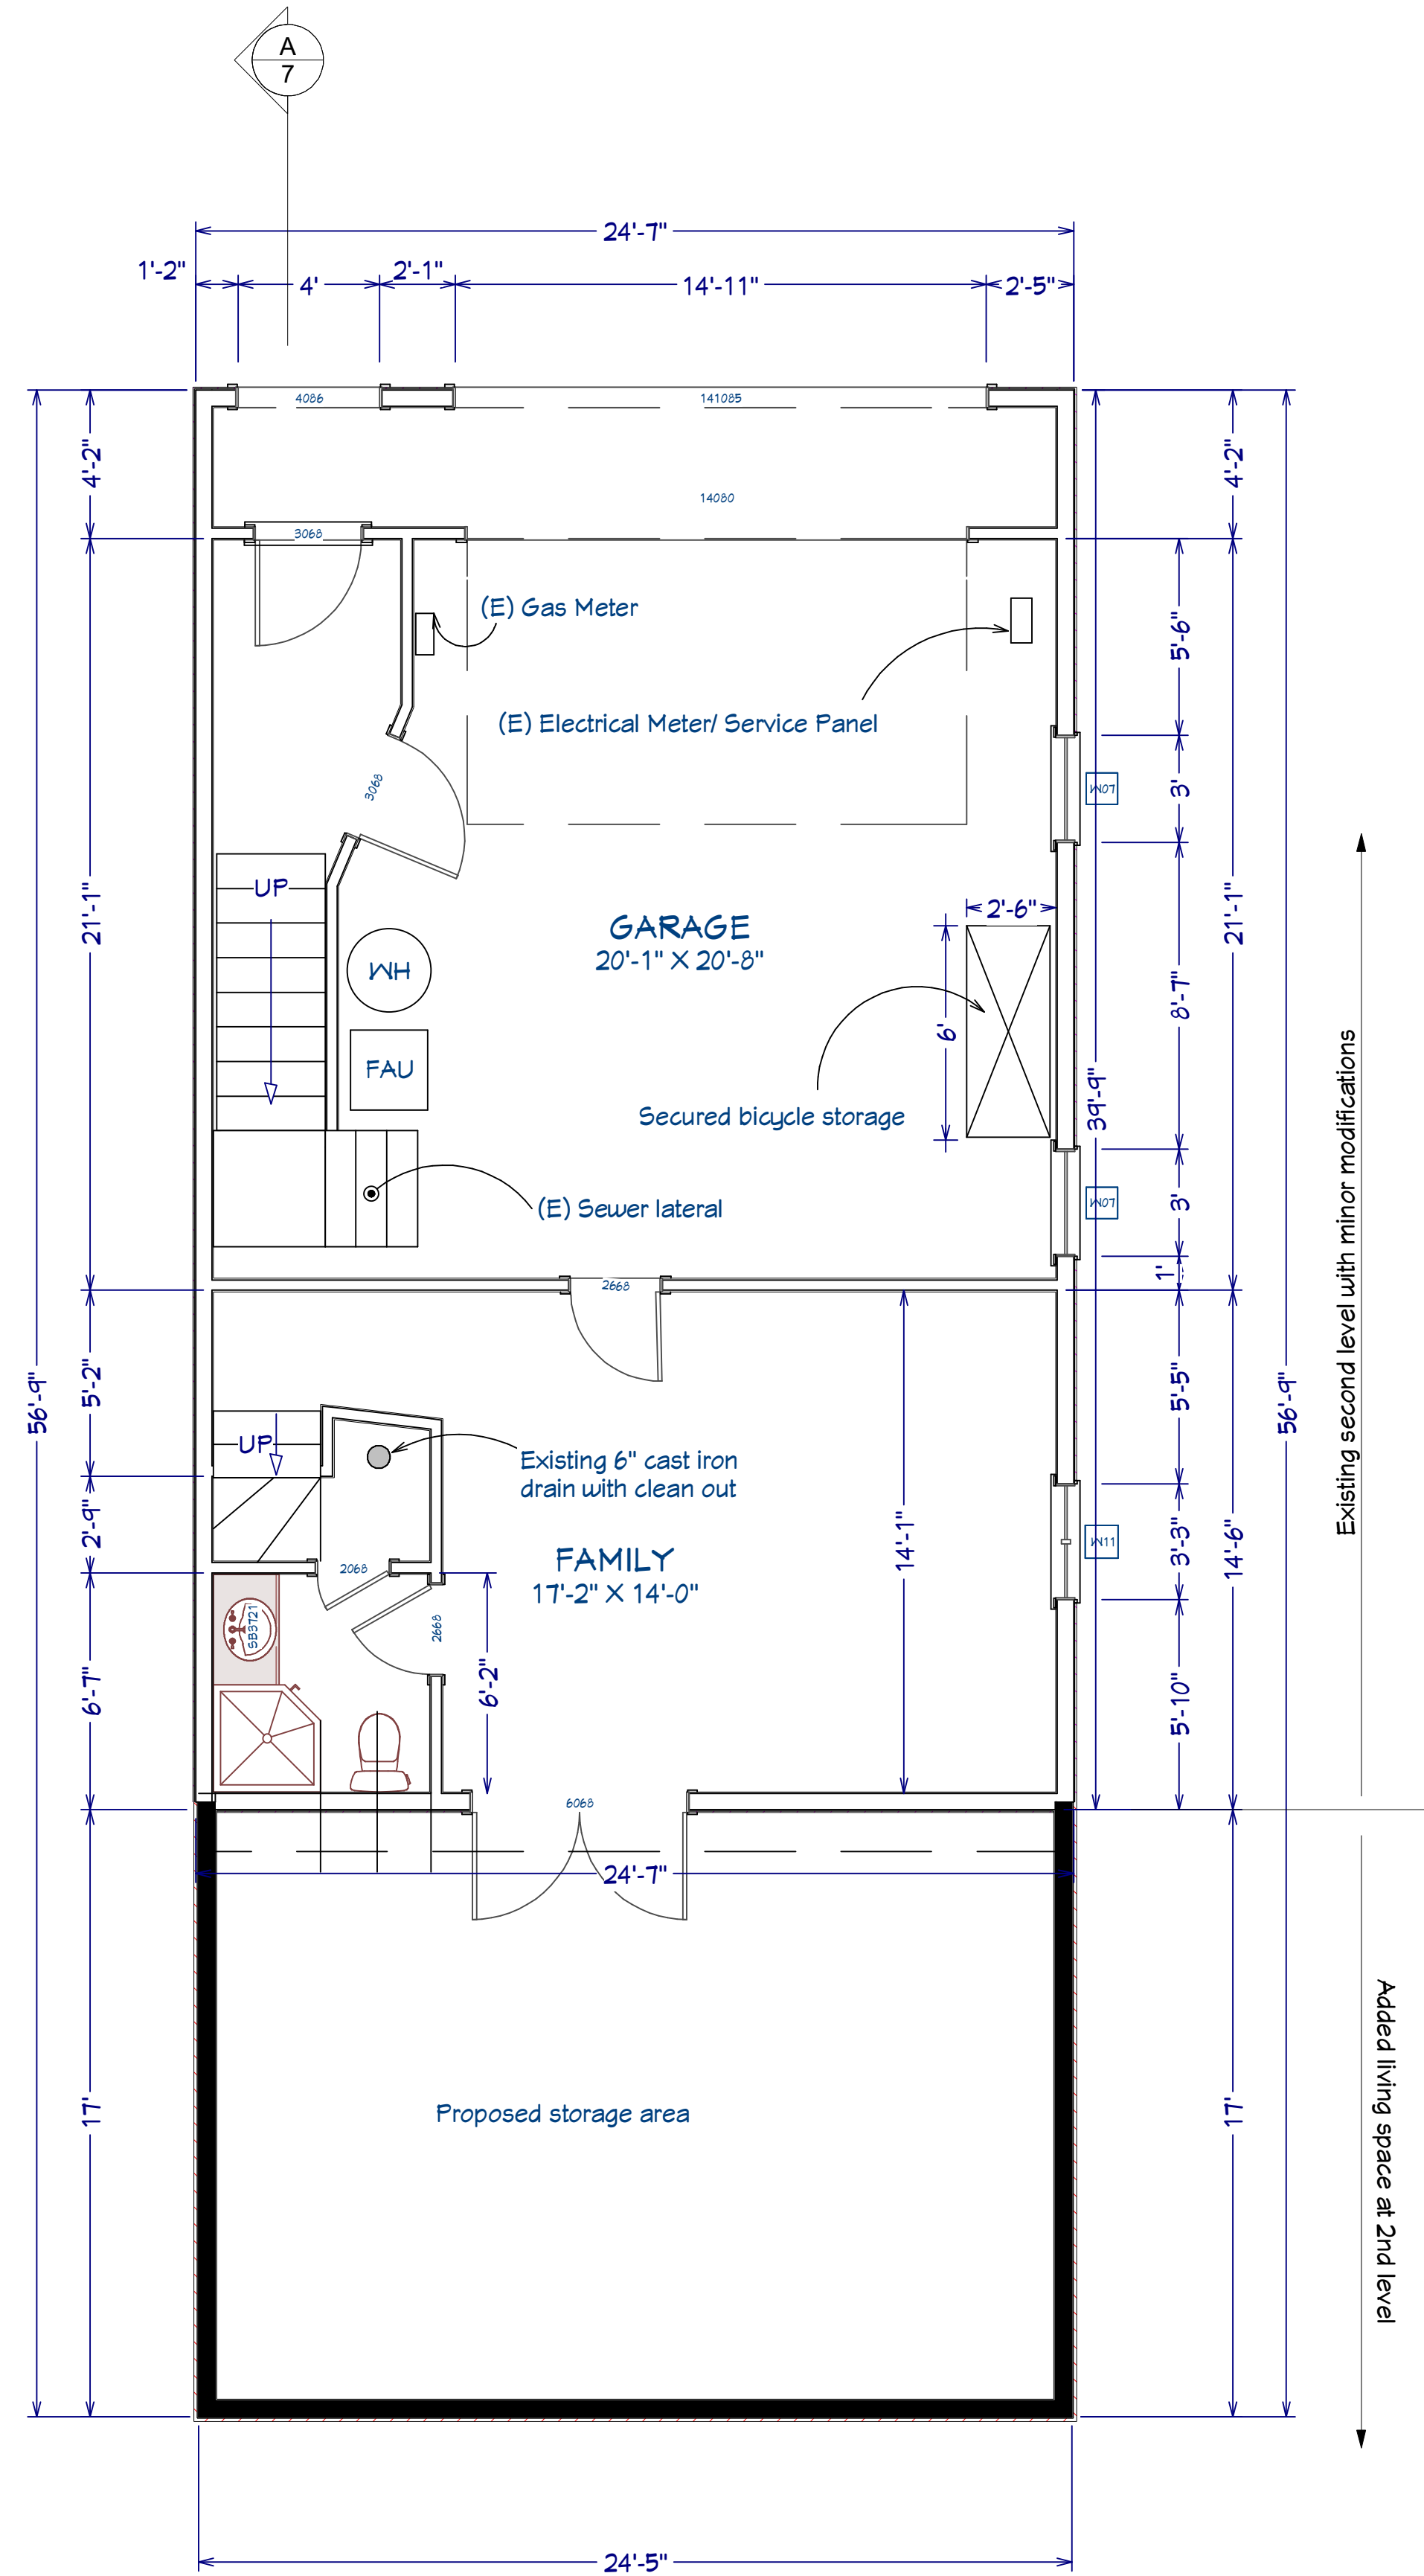 A
7
24'-7"
1'-2"
4'
2'-1"
14'-11"
2'-5"
4086
141085
4'-2"
4'-2"
14080
3068
(E) Gas Meter
5'-6"
(E) Electrical Meter/ Service Panel
3068
3'
W07
UP
21'-1"
21'-1"
GARAGE
20'-1" X 20'-8"
2'-6"
WH
8'-7"
6'
FAU
39'-9"
Secured bicycle storage
Existing second level with minor modifications
(E) Sewer lateral
3'
W07
1'
2668
56'-9"
5'-2"
5'-5"
56'-9"
UP
Existing 6" cast iron
drain with clean out
2'-9"
14'-1"
3'-3"
W11
14'-6"
FAMILY
17'-2" X 14'-0"
2068
SB3721
2668
6'-7"
6'-2"
5'-10"
6068
24'-7"
17'
Proposed storage area
17'
Added living space at 2nd level
24'-5"